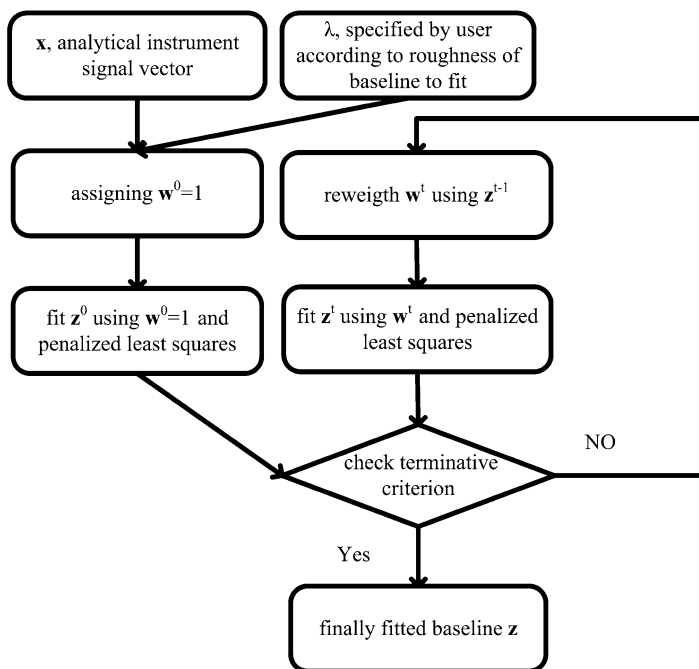 x, analytical instrument
signal vector
λ, specified by user
according to roughness of
baseline to fit
assigning w⁰=1
reweigth wᵗ using zᵗ⁻¹
fit z⁰ using w⁰=1 and
penalized least squares
fit zᵗ using wᵗ and penalized
least squares
check terminative
criterion
NO
Yes
finally fitted baseline z